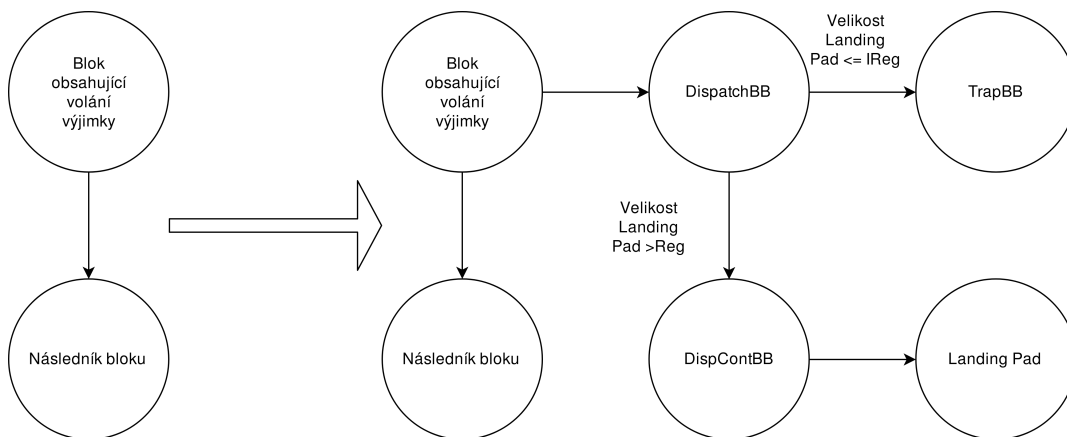 Blok
obsahující
volání
výjimky
Následník bloku
Blok
obsahující
volání
výjimky
DispatchBB
Velikost
Landing
Pad <= IReg
TrapBB
Velikost
Landing
Pad >Reg
Následník bloku
DispContBB
Landing Pad